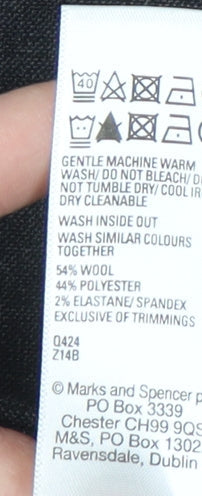 40
GENTLE MACHINE WARM
WASH/ DO NOT BLEACH/
NOT TUMBLE DRY/ COOL
DRY CLEANABLE
WASH INSIDE OUT
WASH SIMILAR COLOURS
TOGETHER
54% WOOL
44% POLYESTER
2% ELASTANE/ SPANDEX
EXCLUSIVE OF TRIMMINGS
Q424
Z14B
© Marks and Spencer
PO Box 3339
Chester CH99 9QS
M&S, PO Box 1302
Ravensdale, Dublin